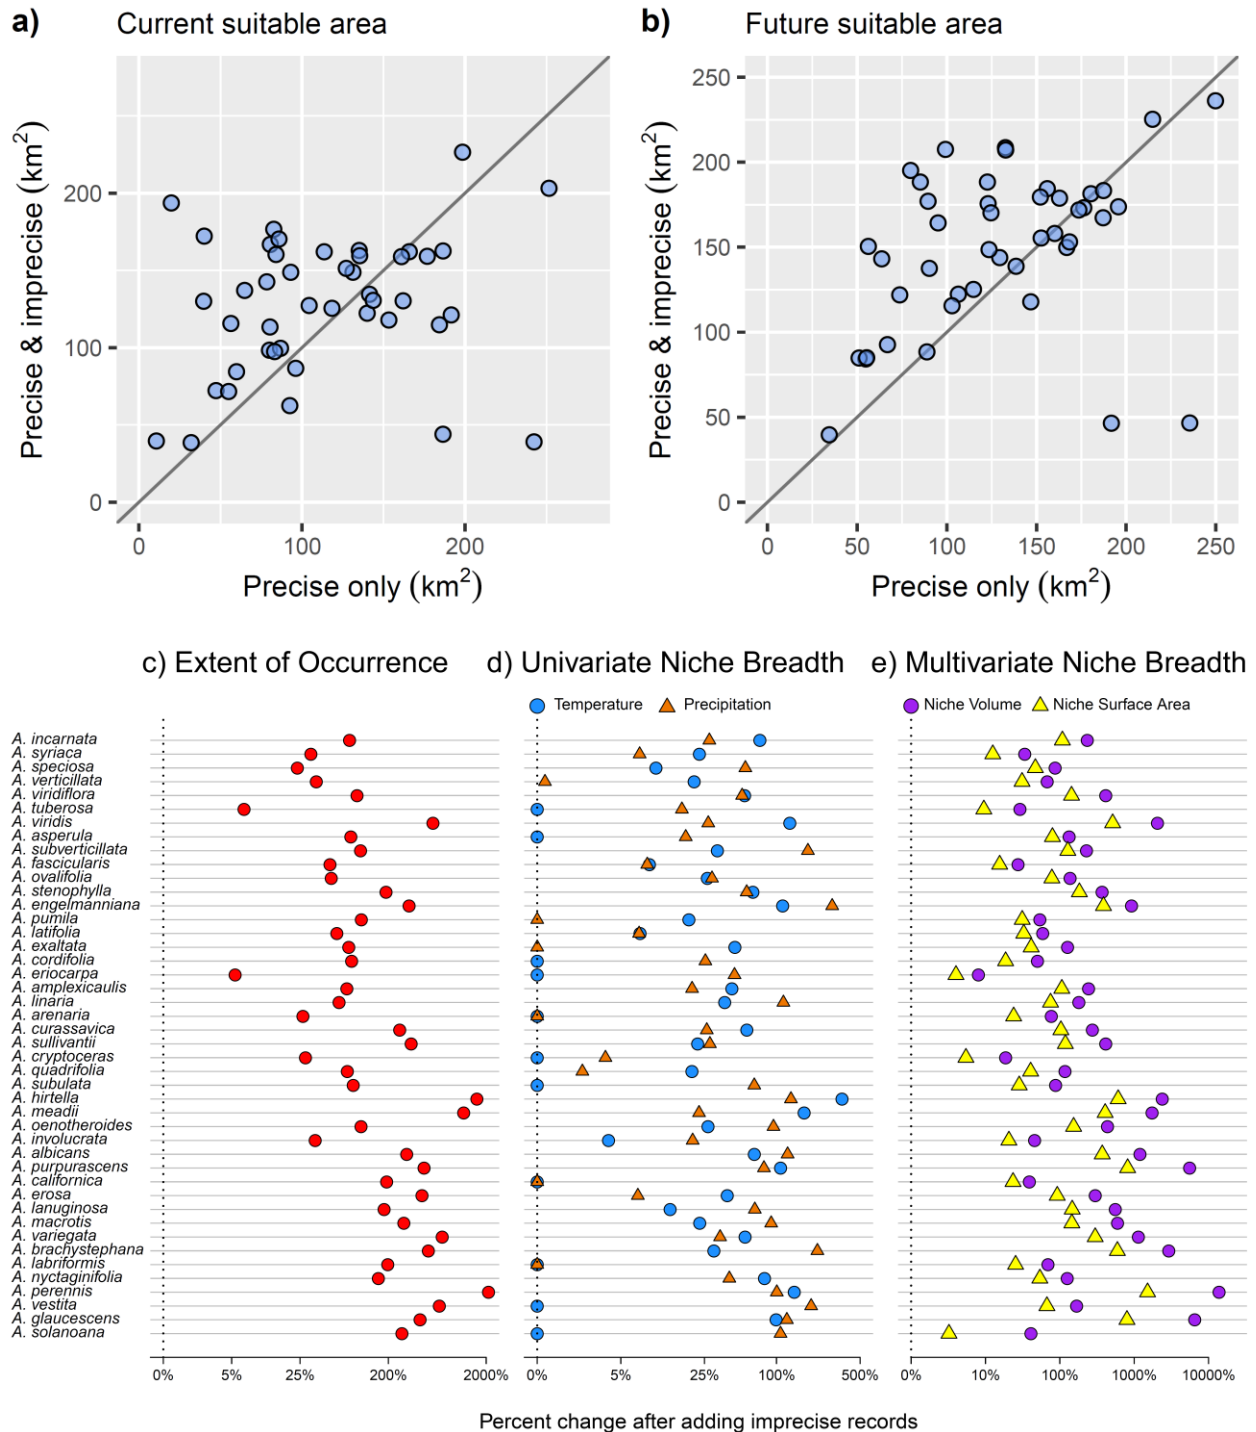 a) Current suitable area
b) Future suitable area
Precise & imprecise (km²)
200
100
0
0 100 200
Precise only (km²)
Precise & imprecise (km²)
250
200
150
100
50
0
0 50 100 150 200 250
Precise only (km²)
c) Extent of Occurrence
d) Univariate Niche Breadth
e) Multivariate Niche Breadth
Temperature Precipitation
Niche Volume Niche Surface Area
A. incarnata
A. syriaca
A. speciosa
A. verticillata
A. viridiflora
A. tuberosa
A. viridis
A. asperula
A. subverticillata
A. fascicularis
A. ovalifolia
A. stenophylla
A. engelmanniana
A. pumila
A. latifolia
A. exaltata
A. cordifolia
A. eriocarpa
A. amplexicaulis
A. linaria
A. arenaria
A. curassavica
A. sullivantii
A. cryptoceras
A. quadrifolia
A. subulata
A. hirtella
A. meadii
A. oenotheroides
A. involucrata
A. albicans
A. purpurascens
A. californica
A. erosa
A. lanuginosa
A. macrotis
A. variegata
A. brachystephana
A. labriformis
A. nyctaginifolia
A. perennis
A. vestita
A. glaucescens
A. solanoana
0% 5% 25% 200% 2000%
0% 5% 25% 100% 500%
0% 10% 100% 1000% 10000%
Percent change after adding imprecise records